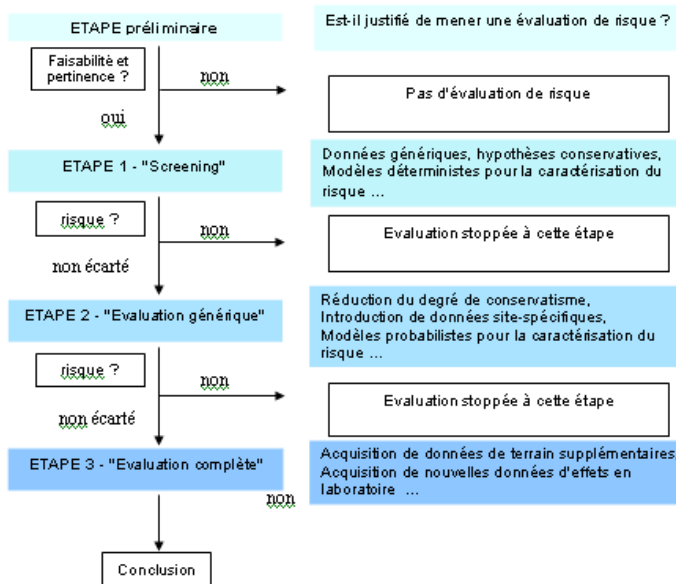 ETAPE préliminaire
Est-il justifié de mener une évaluation de risque ?
Faisabilité et
pertinence ?
non
Pas d'évaluation de risque
oui
ETAPE 1 - "Screening"
Données génériques, hypothèses conservatives,
Modèles déterministes pour la caractérisation du
risque ...
risque ?
non
Evaluation stoppée à cette étape
non écarté
ETAPE 2 - "Evaluation générique"
Réduction du degré de conservatisme,
Introduction de données site-spécifiques,
Modèles probabilistes pour la caractérisation du
risque ...
risque ?
non
Evaluation stoppée à cette étape
non écarté
ETAPE 3 - "Evaluation complète"
Acquisition de données de terrain supplémentaires,
Acquisition de nouvelles données d'effets en
laboratoire ...
non
Conclusion